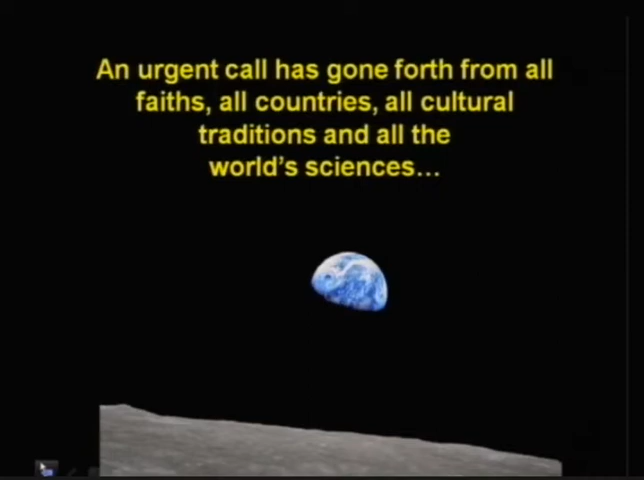 An urgent call has gone forth from all
faiths, all countries, all cultural
traditions and all the
world's sciences…